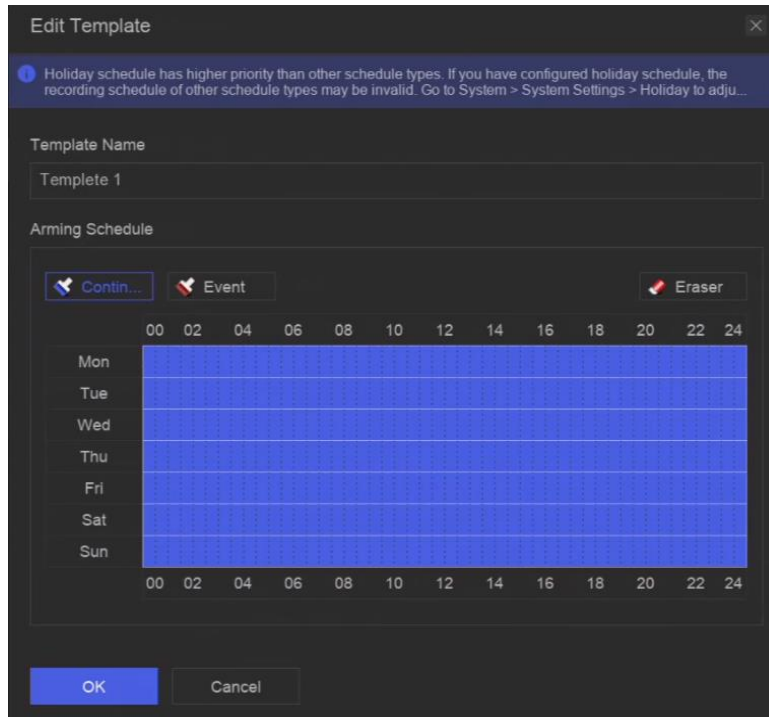 Edit Template
Holiday schedule has higher priority than other schedule types. If you have configured holiday schedule, the
recording schedule of other schedule types may be invalid. Go to System > System Settings > Holiday to adju...
Template Name
Templete 1
Arming Schedule
Contin... Event Eraser
00 02 04 06 08 10 12 14 16 18 20 22 24
Mon
Tue
Wed
Thu
Fri
Sat
Sun
00 02 04 06 08 10 12 14 16 18 20 22 24
OK Cancel